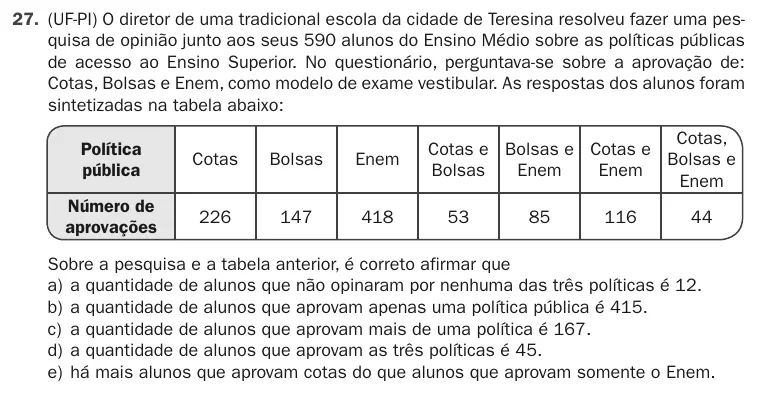 27. (UF-PI) O diretor de uma tradicional escola da cidade de Teresina resolveu fazer uma pes-
quisa de opinião junto aos seus 590 alunos do Ensino Médio sobre as políticas públicas
de acesso ao Ensino Superior. No questionário, perguntava-se sobre a aprovação de:
Cotas, Bolsas e Enem, como modelo de exame vestibular. As respostas dos alunos foram
sintetizadas na tabela abaixo:
Política pública Cotas Bolsas Enem Cotas e Bolsas Bolsas e Enem Cotas e Enem Cotas, Bolsas e Enem
Número de aprovações 226 147 418 53 85 116 44
Sobre a pesquisa e a tabela anterior, é correto afirmar que
a) a quantidade de alunos que não opinaram por nenhuma das três políticas é 12.
b) a quantidade de alunos que aprovam apenas uma política pública é 415.
c) a quantidade de alunos que aprovam mais de uma política é 167.
d) a quantidade de alunos que aprovam as três políticas é 45.
e) há mais alunos que aprovam cotas do que alunos que aprovam somente o Enem.